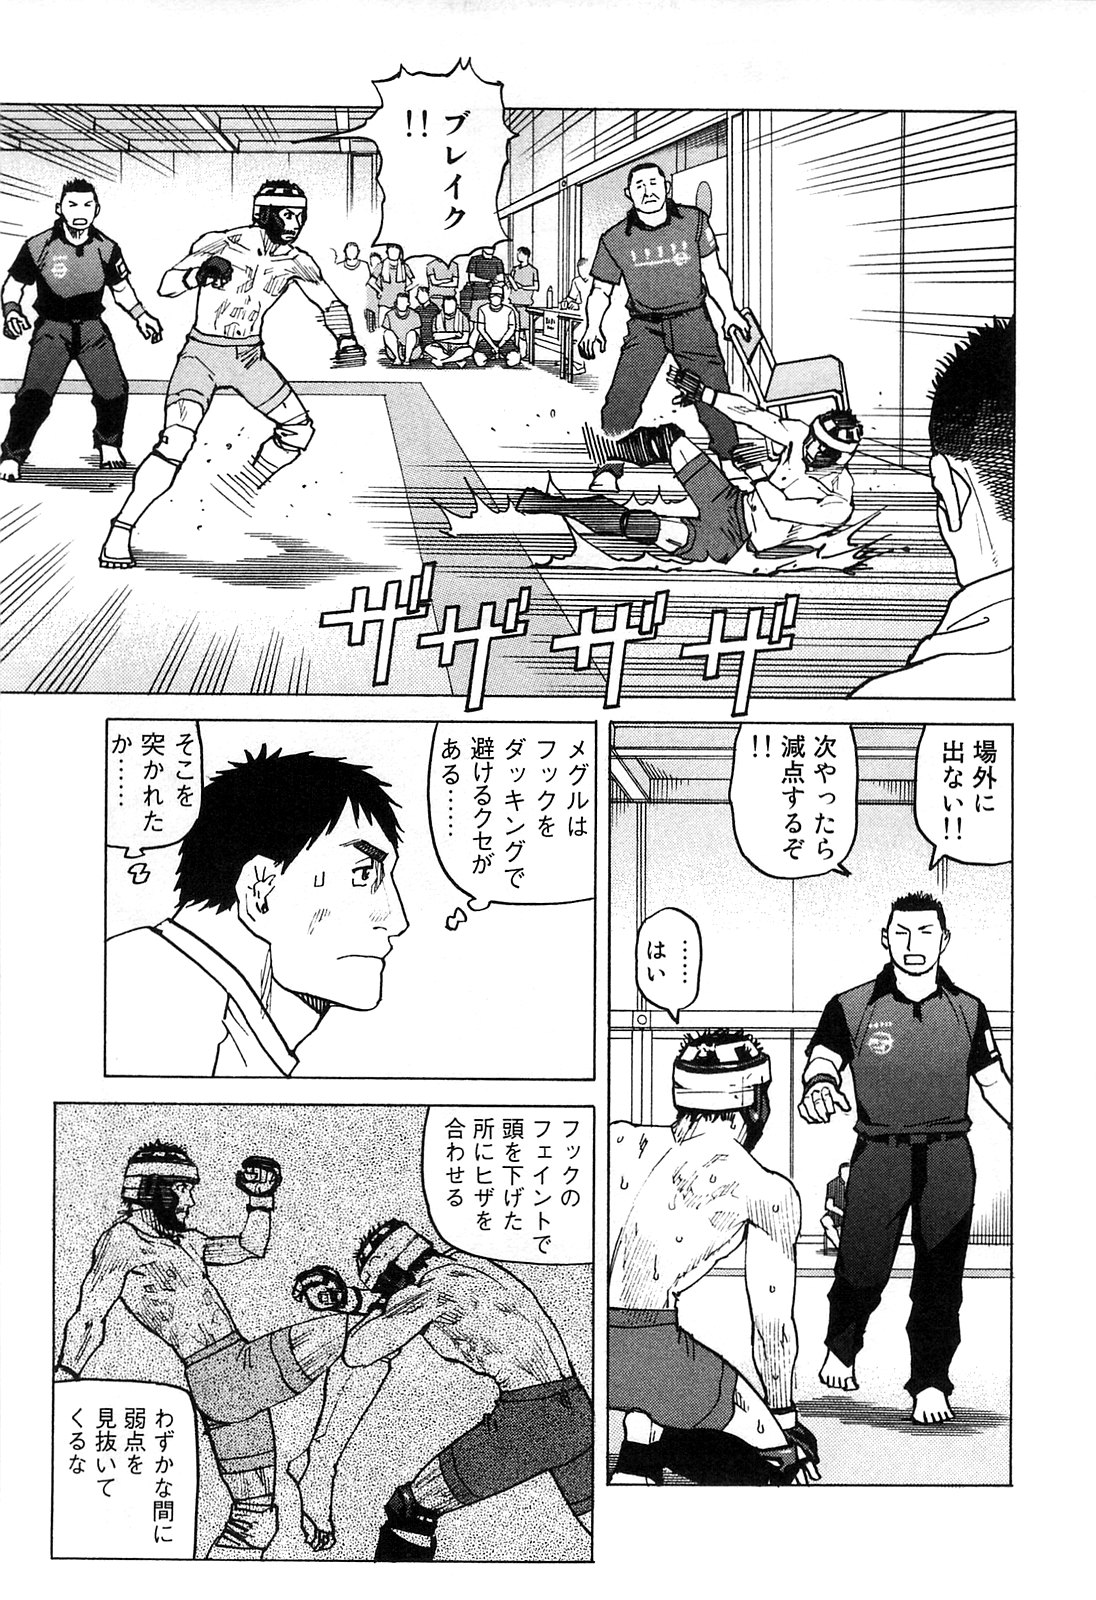 ブレイク
!!
ザザザザ
場外に
出ない!!
次やったら
減点するぞ
!!
……
はい
メグルは
フックを
ダッキングで
避けるクセが
ある……
そこを
突かれた
か……
フックの
フェイントで
頭を下げた
所にヒザを
合わせる
わずかな間に
弱点を
見抜いて
くるな